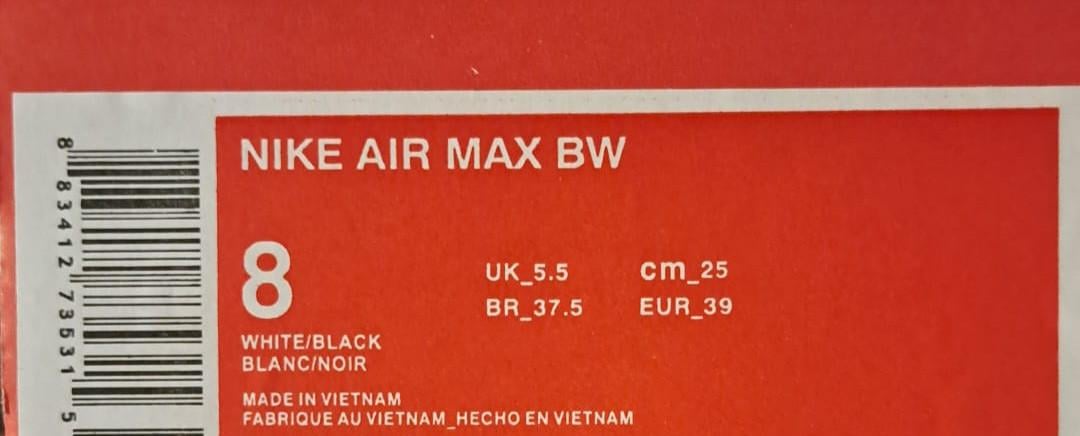 NIKE AIR MAX BW
8
UK_5.5 cm_25
BR_37.5 EUR_39
WHITE/BLACK
BLANC/NOIR
MADE IN VIETNAM
FABRIQUE AU VIETNAM_HECHO EN VIETNAM
8 83412 73531 5